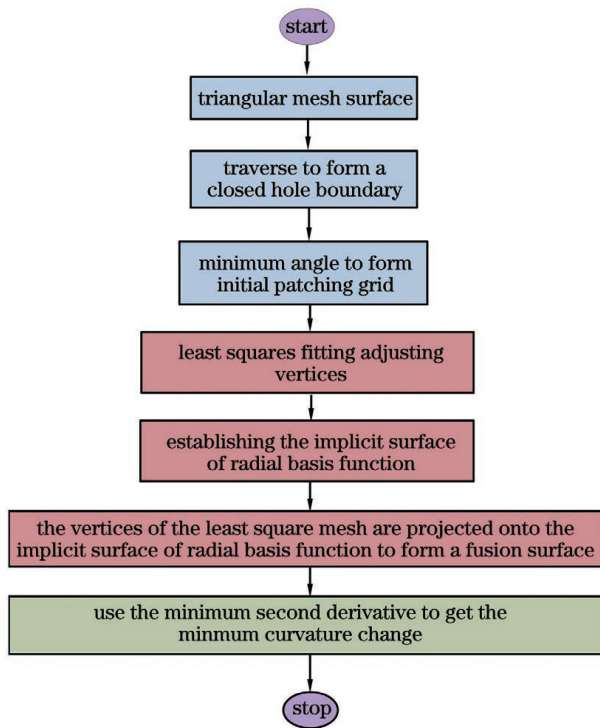 start
triangular mesh surface
traverse to form a
closed hole boundary
minimum angle to form
initial patching grid
least squares fitting adjusting
vertices
establishing the implicit surface
of radial basis function
the vertices of the least square mesh are projected onto the
implicit surface of radial basis function to form a fusion surface
use the minimum second derivative to get the
minmum curvature change
stop